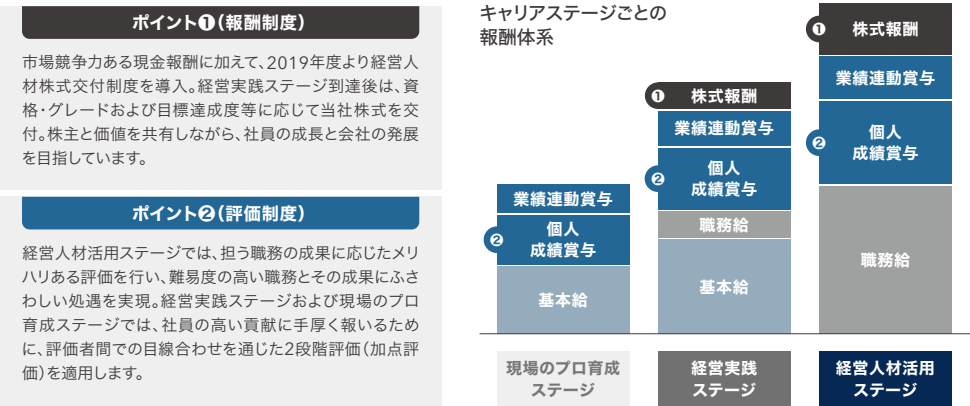 ポイント❶（報酬制度）
市場競争力ある現金報酬に加えて、2019年度より経営人
材株式交付制度を導入。経営実践ステージ到達後は、資
格・グレードおよび目標達成度等に応じて当社株式を交
付。株主と価値を共有しながら、社員の成長と会社の発展
を目指しています。
ポイント❷（評価制度）
経営人材活用ステージでは、担う職務の成果に応じたメリ
ハリある評価を行い、難易度の高い職務とその成果にふさ
わしい処遇を実現。経営実践ステージおよび現場のプロ
育成ステージでは、社員の高い貢献に手厚く報いるため
に、評価者間での目線合わせを通じた2段階評価（加点評
価）を適用します。
キャリアステージごとの
報酬体系
業績連動賞与
❷ 個人
成績賞与
基本給
現場のプロ育成
ステージ
❶ 株式報酬
業績連動賞与
❷ 個人
成績賞与
職務給
基本給
経営実践
ステージ
❶ 株式報酬
業績連動賞与
❷ 個人
成績賞与
職務給
経営人材活用
ステージ